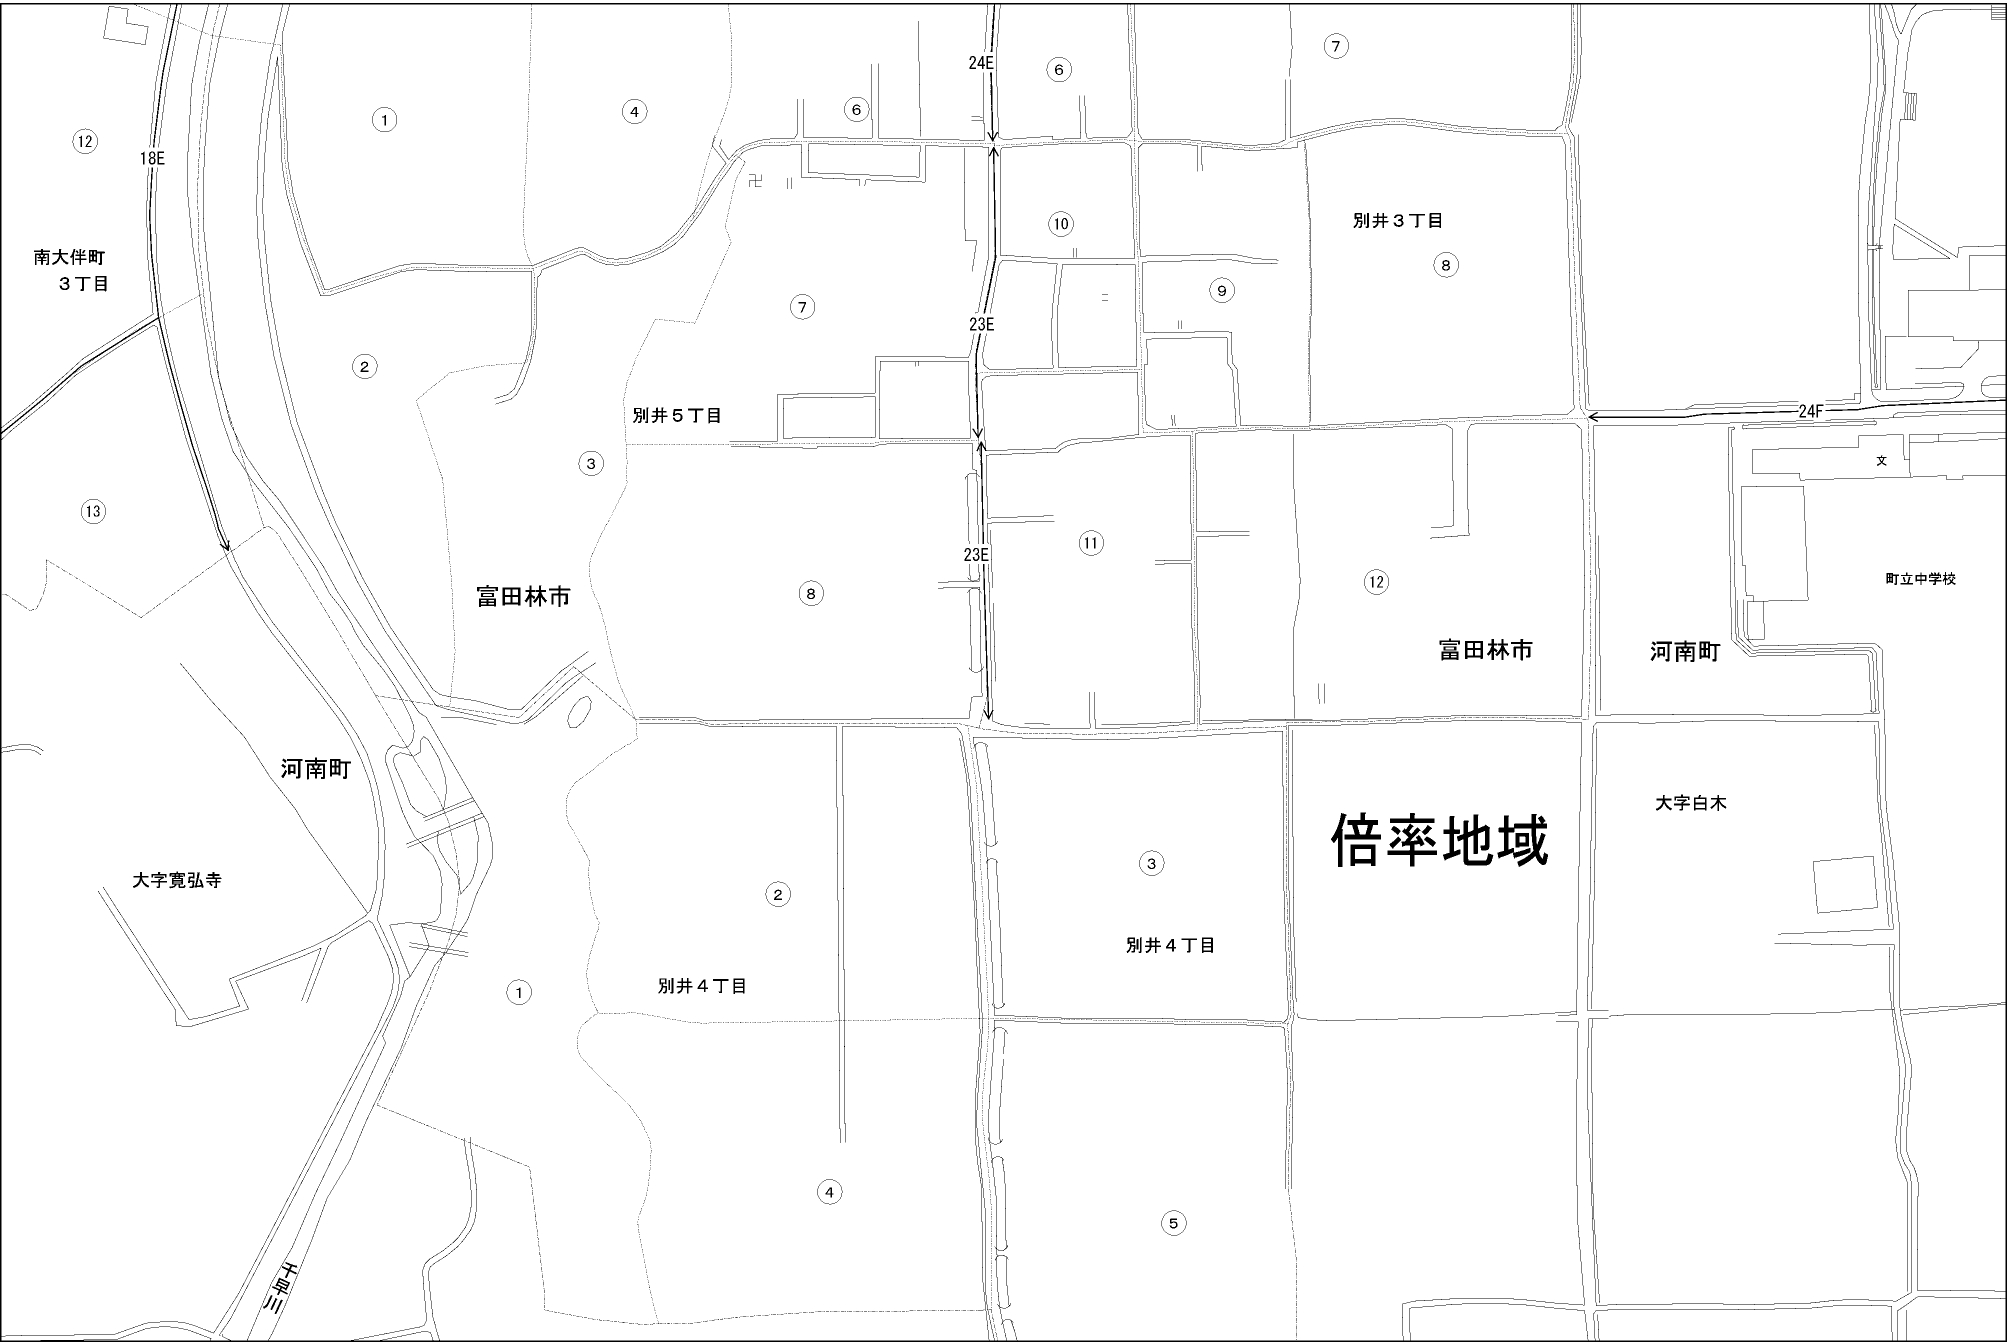 24E
⑦
⑥
⑥
④
①
⑫
18E
別井３丁目
⑩
南大伴町
３丁目
⑧
⑨
⑦
23E
②
24F
別井５丁目
文
③
⑬
⑪
23E
町立中学校
⑫
⑧
富田林市
富田林市
河南町
河南町
大字白木
倍率地域
③
大字寛弘寺
②
別井４丁目
別井４丁目
①
④
⑤
千早川